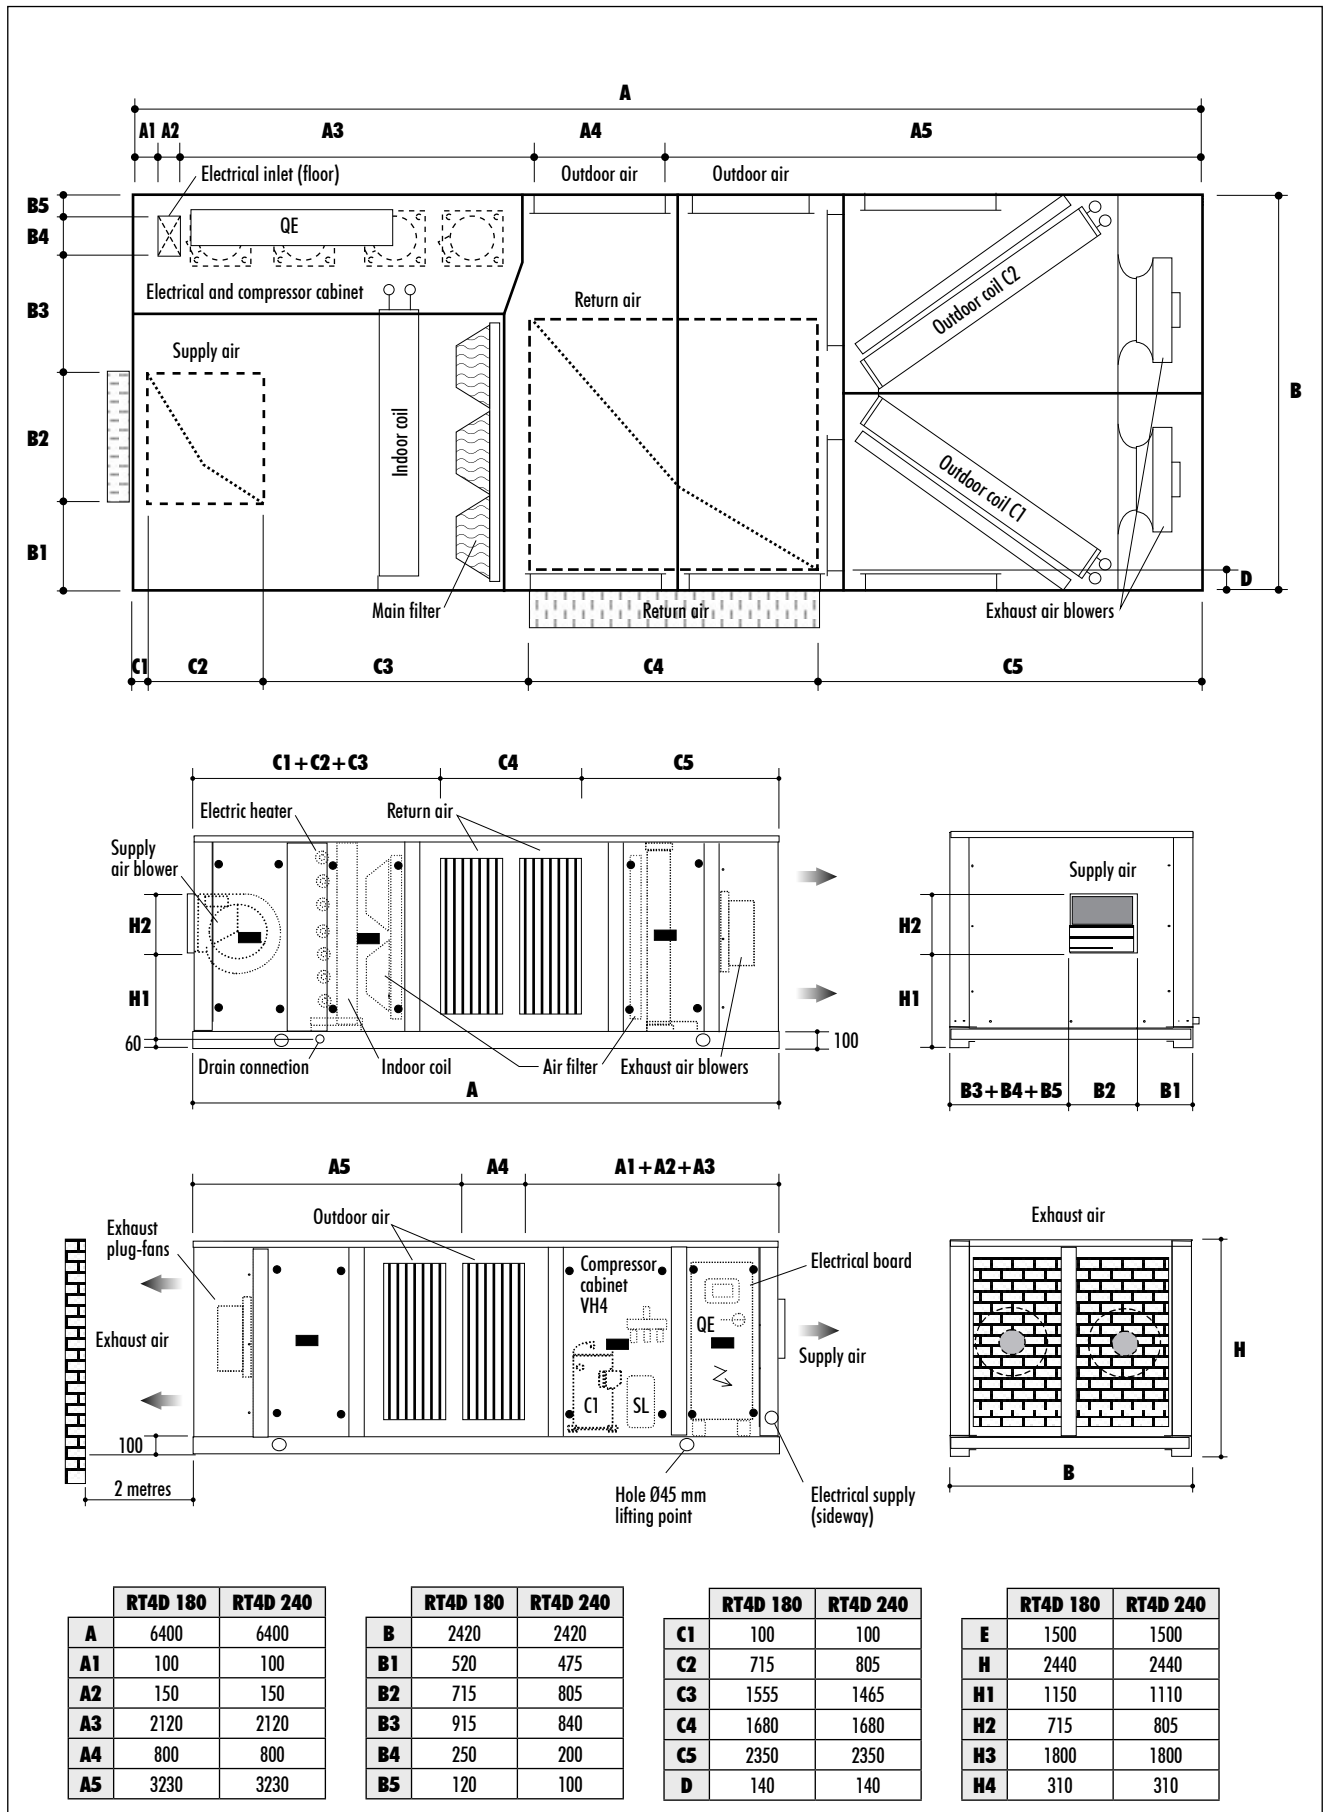 A
A1 A2 A3 A4 A5
Electrical inlet (floor)
Outdoor air
Outdoor air
B5
B4
B3
B2
B1
QE
Electrical and compressor cabinet
Return air
Supply air
Indoor coil
Outdoor coil C2
Outdoor coil C1
B
D
Main filter
Return air
Exhaust air blowers
C1 C2 C3 C4 C5
C1+C2+C3 C4 C5
Electric heater
Return air
Supply
air blower
H2
H1
60
100
Drain connection
Indoor coil
Air filter
Exhaust air blowers
A
Supply air
H2
H1
B3+B4+B5 B2 B1
A5 A4 A1+A2+A3
Exhaust
plug-fans
Outdoor air
Compressor
cabinet
VH4
Electrical board
QE
Exhaust air
Supply air
C1
SL
100
2 metres
Hole Ø45 mm
lifting point
Electrical supply
(sideway)
Exhaust air
H
B
RT4D 180 RT4D 240
A 6400 6400
A1 100 100
A2 150 150
A3 2120 2120
A4 800 800
A5 3230 3230
RT4D 180 RT4D 240
B 2420 2420
B1 520 475
B2 715 805
B3 915 840
B4 250 200
B5 120 100
RT4D 180 RT4D 240
C1 100 100
C2 715 805
C3 1555 1465
C4 1680 1680
C5 2350 2350
D 140 140
RT4D 180 RT4D 240
E 1500 1500
H 2440 2440
H1 1150 1110
H2 715 805
H3 1800 1800
H4 310 310